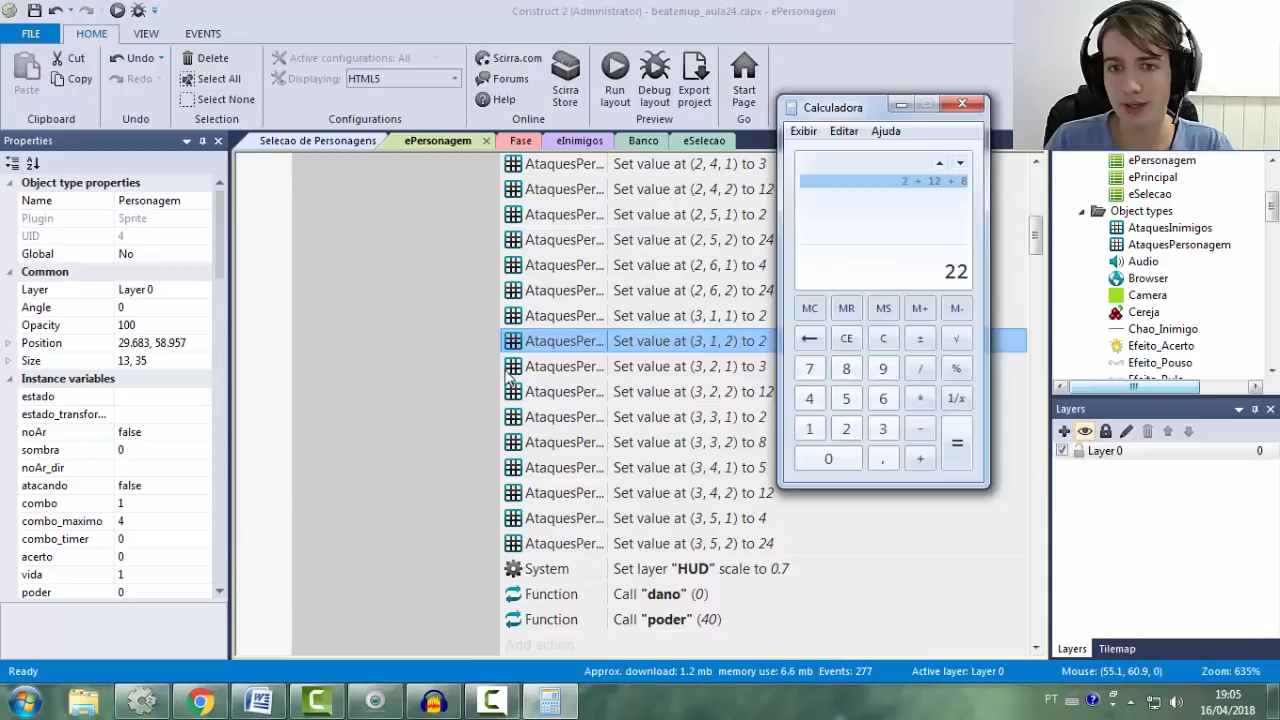 Construct 2 (Administrator) - beatemup_aula24.capx - ePersonagem
FILE HOME VIEW EVENTS
Paste Cut Copy Clipboard
Undo Redo Undo
Delete Select All Select None Selection
Active configurations: All
Displaying: HTML5
Configurations
Scirra.com Forums Help Scirra Store Online
Run layout Debug layout Export project Preview
Start Page Go
Properties
Selecao de Personagens ePersonagem Fase eInimigos Banco eSelecao
Object type properties
Name Personagem
Plugin Sprite
UID 4
Global No
Common
Layer Layer 0
Angle 0
Opacity 100
Position 29.683, 58.957
Size 13, 35
Instance variables
estado
estado_transfor...
noAr false
sombra 0
noAr_dir
atacando false
combo 1
combo_maximo 4
combo_timer 0
acerto 0
vida 1
poder 0
AtaquesPer... Set value at (2, 4, 1) to 3
AtaquesPer... Set value at (2, 4, 2) to 12
AtaquesPer... Set value at (2, 5, 1) to 2
AtaquesPer... Set value at (2, 5, 2) to 24
AtaquesPer... Set value at (2, 6, 1) to 4
AtaquesPer... Set value at (2, 6, 2) to 24
AtaquesPer... Set value at (3, 1, 1) to 2
AtaquesPer... Set value at (3, 1, 2) to 2
AtaquesPer... Set value at (3, 2, 1) to 3
AtaquesPer... Set value at (3, 2, 2) to 12
AtaquesPer... Set value at (3, 3, 1) to 2
AtaquesPer... Set value at (3, 3, 2) to 8
AtaquesPer... Set value at (3, 4, 1) to 5
AtaquesPer... Set value at (3, 4, 2) to 12
AtaquesPer... Set value at (3, 5, 1) to 4
AtaquesPer... Set value at (3, 5, 2) to 24
System Set layer "HUD" scale to 0.7
Function Call "dano" (0)
Function Call "poder" (40)
Add action
Calculadora
Exibir Editar Ajuda
2 + 12 + 8
22
MC MR MS M+ M-
← CE C ± √
7 8 9 / %
4 5 6 * 1/x
1 2 3 - =
0 , +
ePersonagem
ePrincipal
eSelecao
Object types
AtaquesInimigos
AtaquesPersonagem
Audio
Browser
Camera
Cereja
Chao_Inimigo
Efeito_Acerto
Efeito_Pouso
Layers
Layer 0 0
Layers Tilemap
Ready Approx. download: 1.2 mb memory use: 6.6 mb Events: 277 Active layer: Layer 0 Mouse: (55.1, 60.9, 0) Zoom: 635%
PT 19:05
16/04/2018